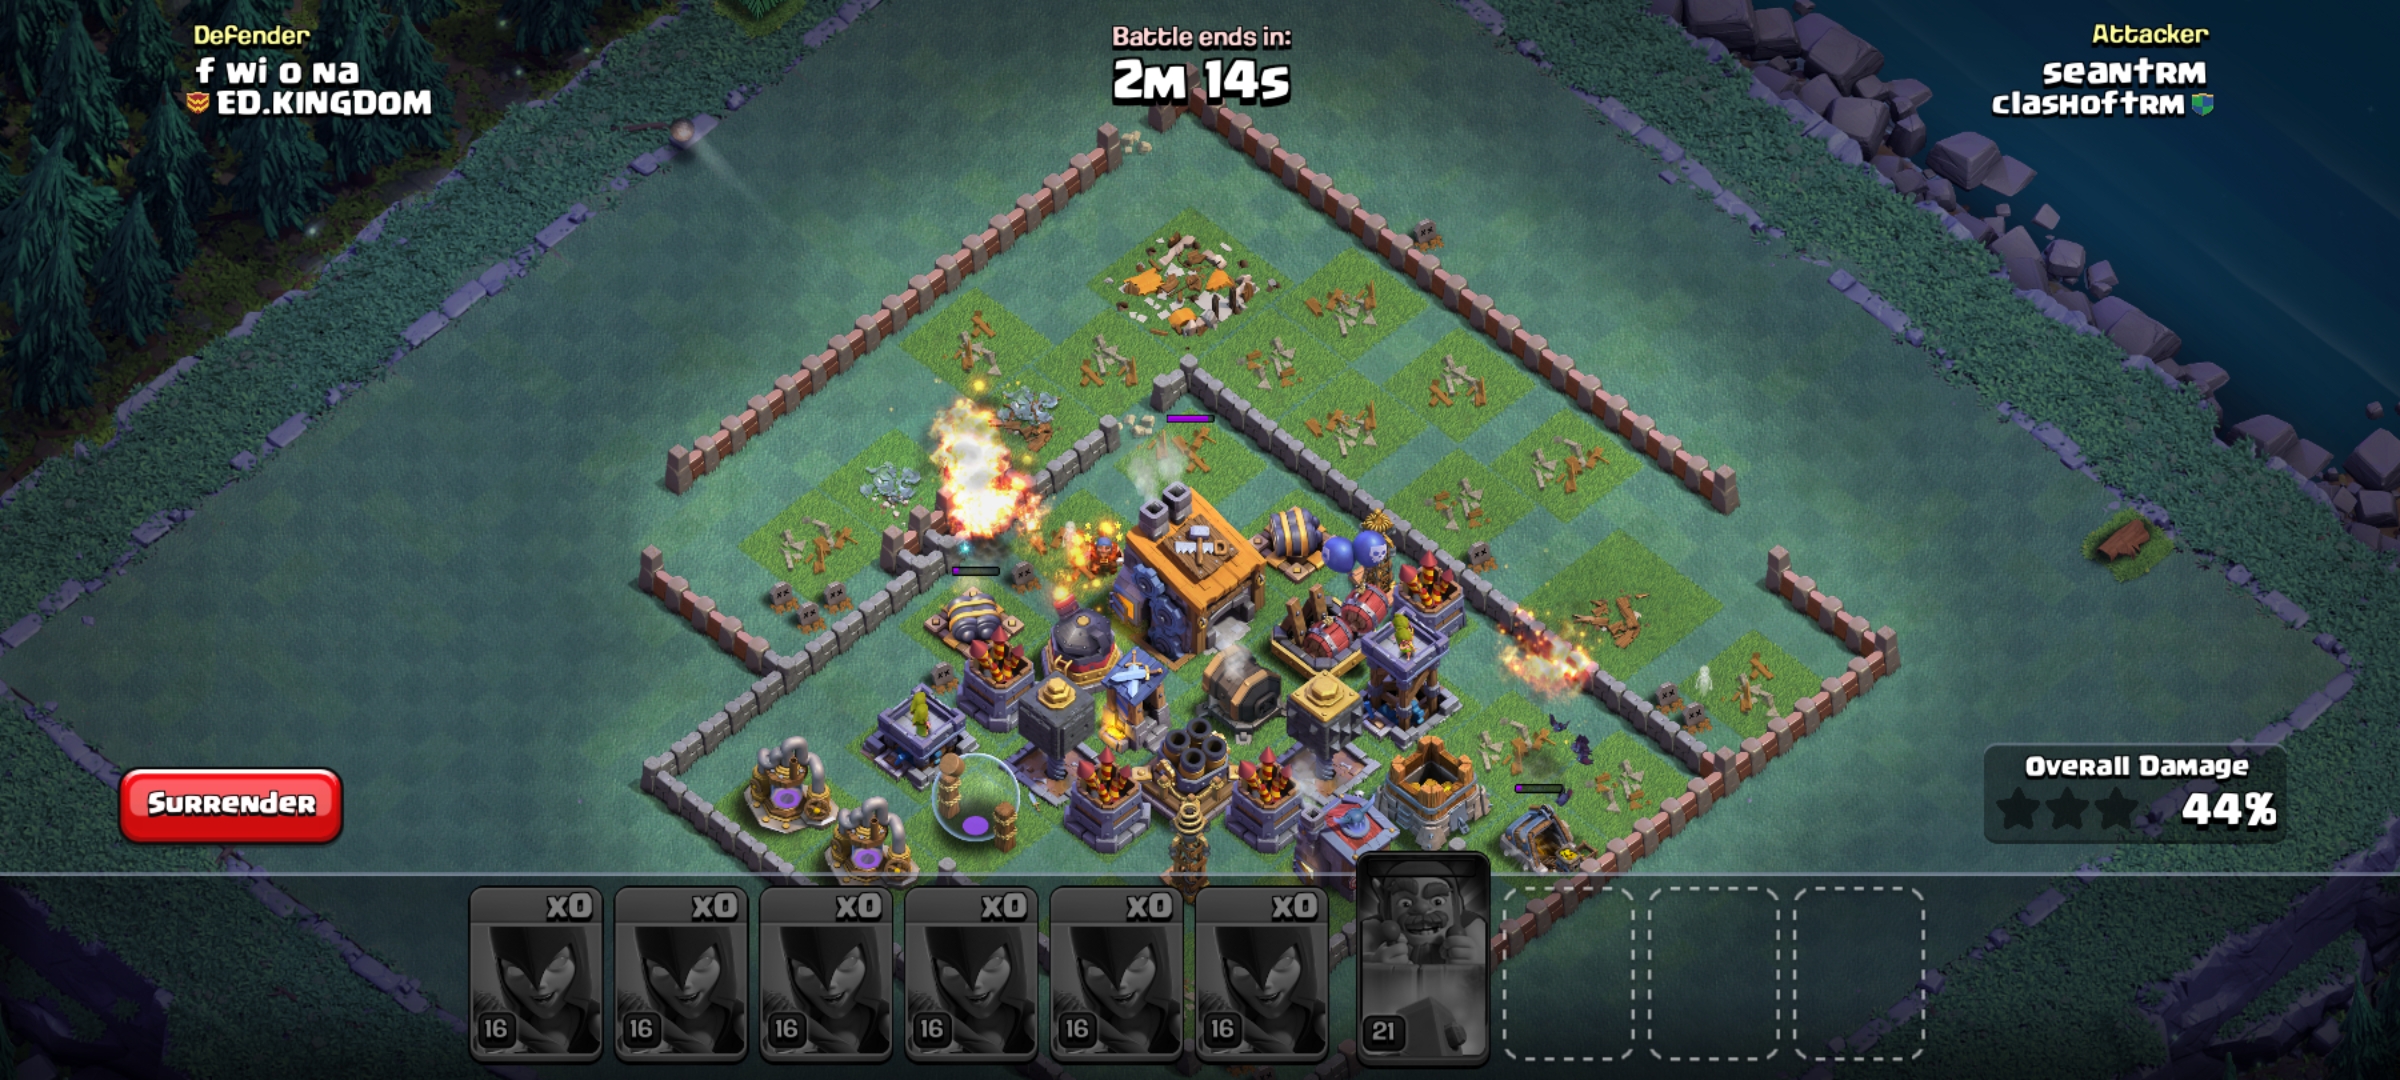 Defender
f wi o Na
ED.KINGDOM
Battle ends in:
2M 14S
Attacker
seantRM
clashoftRM
Surrender
Overall Damage
44%
x0
x0
x0
x0
x0
x0
16
16
16
16
16
16
21